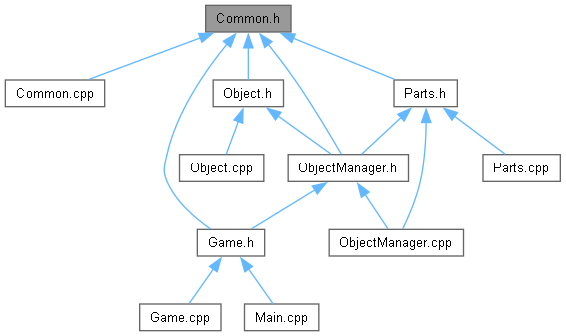 Common.h
Common.cpp
Object.h
Parts.h
Object.cpp
ObjectManager.h
Parts.cpp
Game.h
ObjectManager.cpp
Game.cpp
Main.cpp